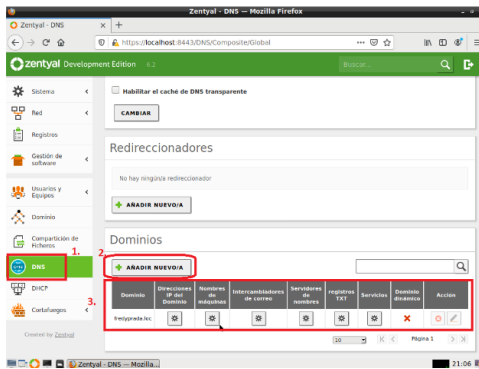 Zentyal - DNS — Mozilla Firefox
Zentyal - DNS
https://localhost:8443/DNS/Composite/Global
zentyal Development Edition 6.2
Buscar...
Sistema
Red
Registros
Gestión de
software
Usuarios y
Equipos
Dominio
Compartición de
Ficheros
1.
DNS
DHCP
3.
Cortafuegos
Created by Zentyal
Habilitar el caché de DNS transparente
CAMBIAR
Redireccionadores
No hay ningún/a redireccionador
+ AÑADIR NUEVO/A
Dominios
2.
+ AÑADIR NUEVO/A
Dominio
Direcciones
IP del
Dominio
Nombres
de
máquinas
Intercambiadores
de correo
Servidores
de
nombres
registros
TXT
Servicios
Dominio
dinámico
Acción
fredyprada.loc
10
Página 1
Zentyal - DNS — Mozilla...
21:06